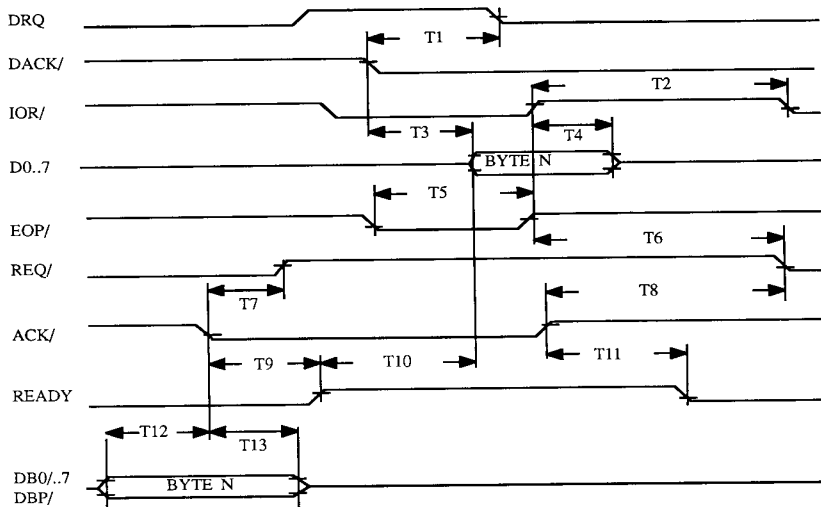 DRQ
T1
DACK/
T2
IOR/
T3
T4
D0..7
BYTE N
T5
EOP/
T6
REQ/
T7
T8
ACK/
T9
T10
T11
READY
T12
T13
DB0/..7
BYTE N
DBP/